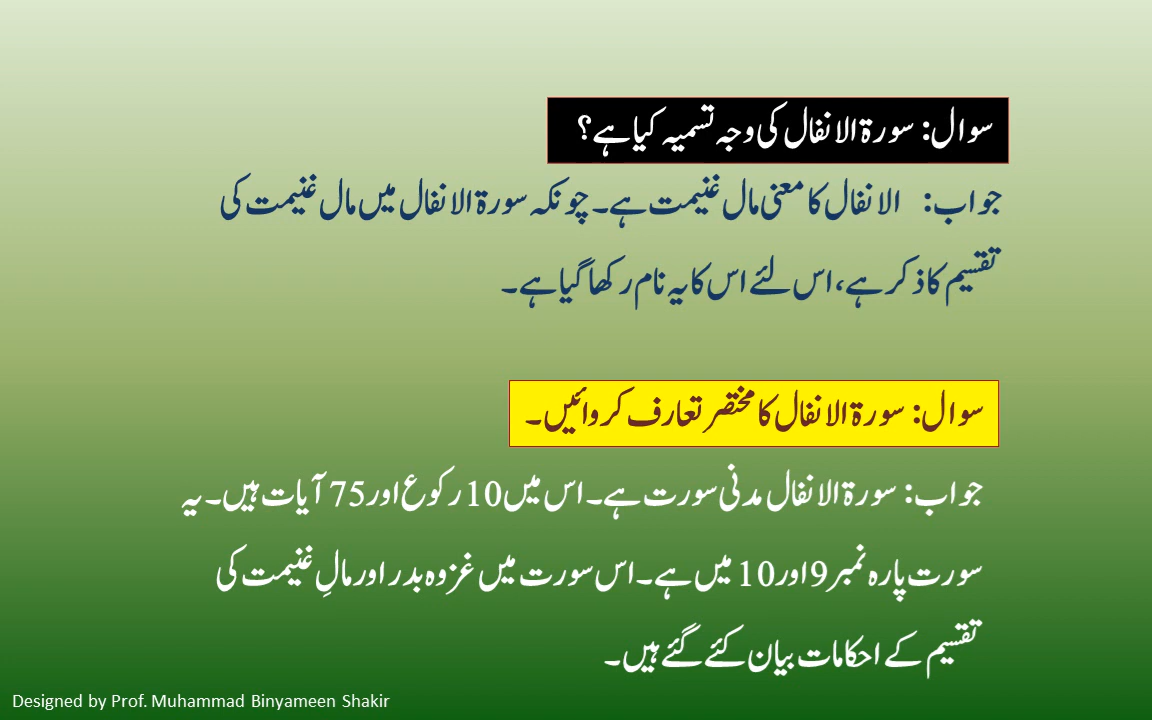 سوال: سورۃ الانفال کی وجہ تسمیہ کیا ہے؟
جواب: الانفال کا معنی مال غنیمت ہے۔ چونکہ سورۃ الانفال میں مال غنیمت کی
تقسیم کا ذکر ہے، اس لئے اس کا یہ نام رکھا گیا ہے۔
سوال: سورۃ الانفال کا مختصر تعارف کروائیں۔
جواب: سورۃ الانفال مدنی سورت ہے۔ اس میں 10 رکوع اور 75 آیات ہیں۔ یہ
سورت پارہ نمبر 9 اور 10 میں ہے۔ اس سورت میں غزوہ بدر اور مالِ غنیمت کی
تقسیم کے احکامات بیان کئے گئے ہیں۔
Designed by Prof. Muhammad Binyameen Shakir